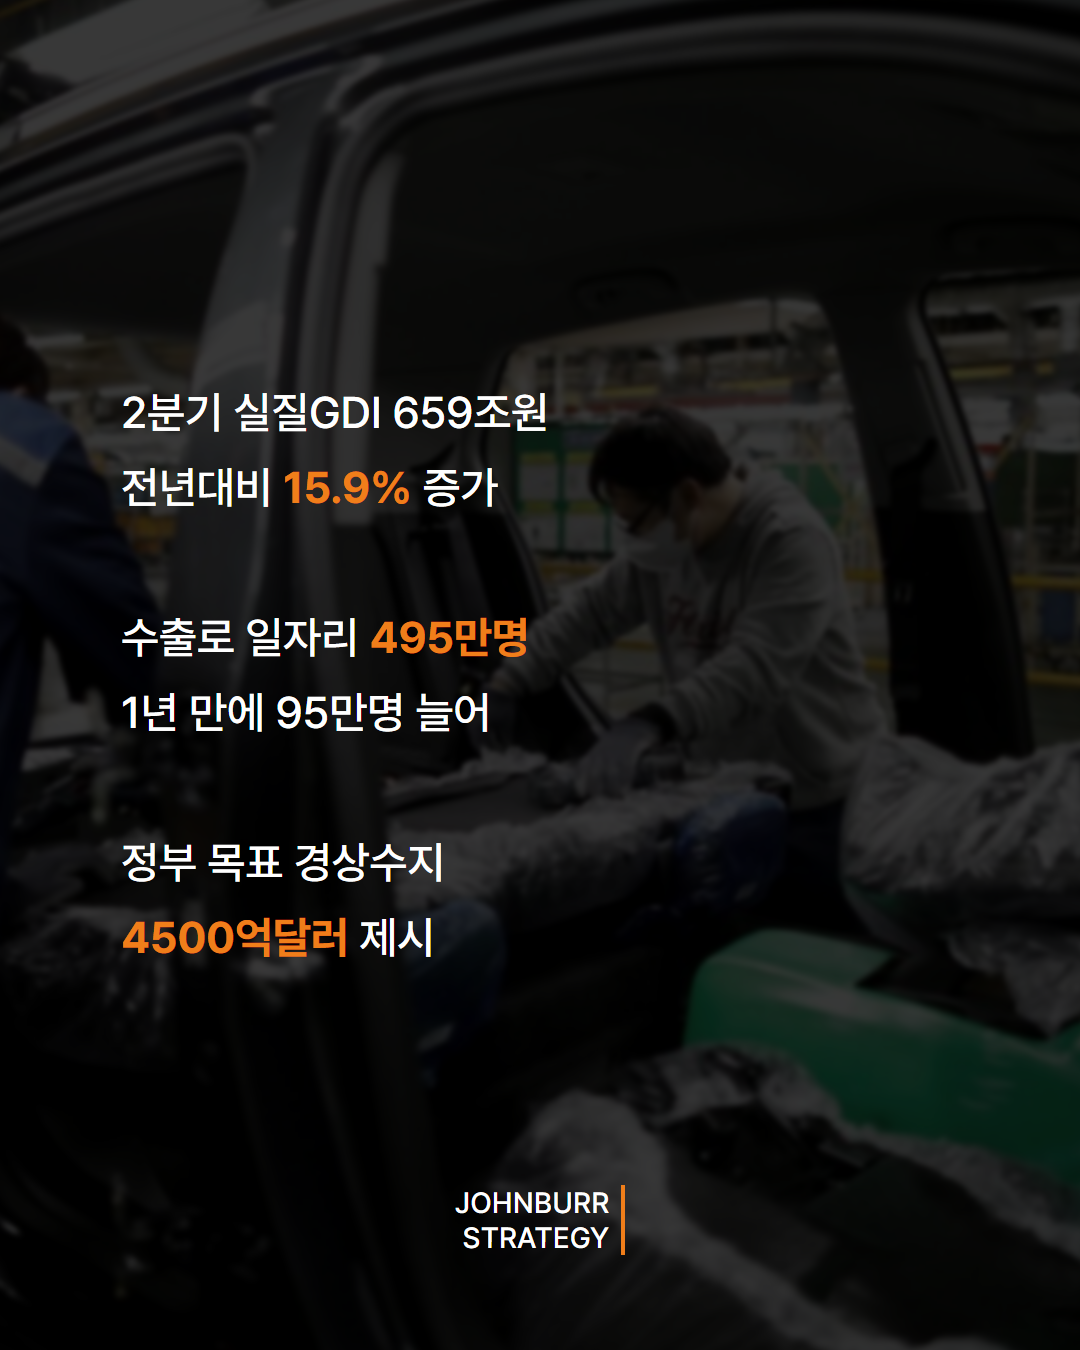 2분기 실질GDI 659조원
전년대비 15.9% 증가
수출로 일자리 495만명
1년 만에 95만명 늘어
정부 목표 경상수지
4500억달러 제시
JOHNBURR
STRATEGY